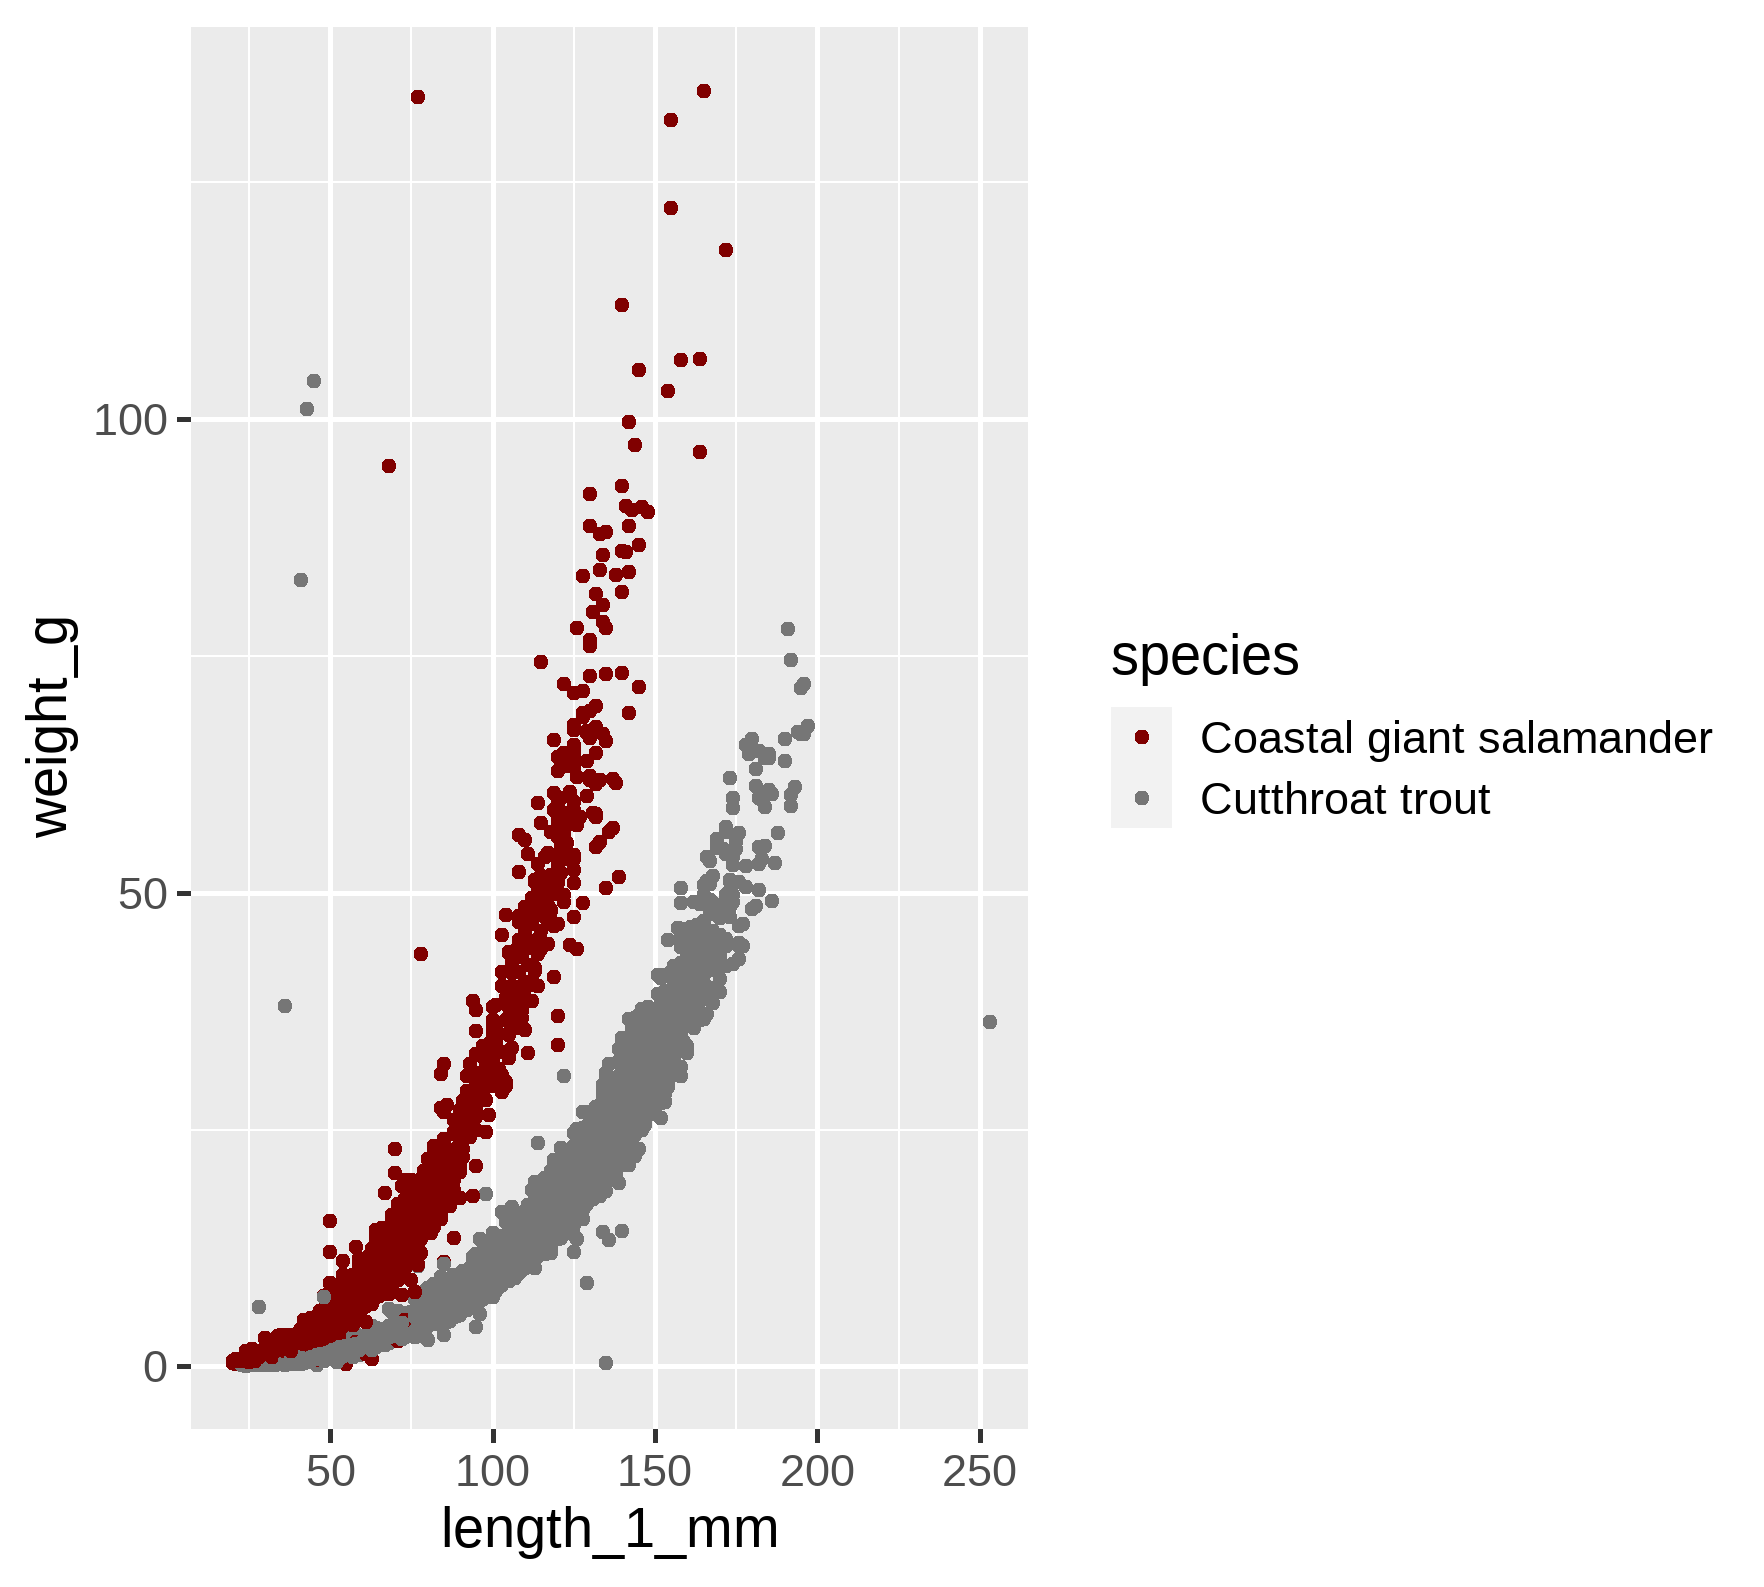 100
50
0
weight_g
50 100 150 200 250
length_1_mm
species
Coastal giant salamander
Cutthroat trout